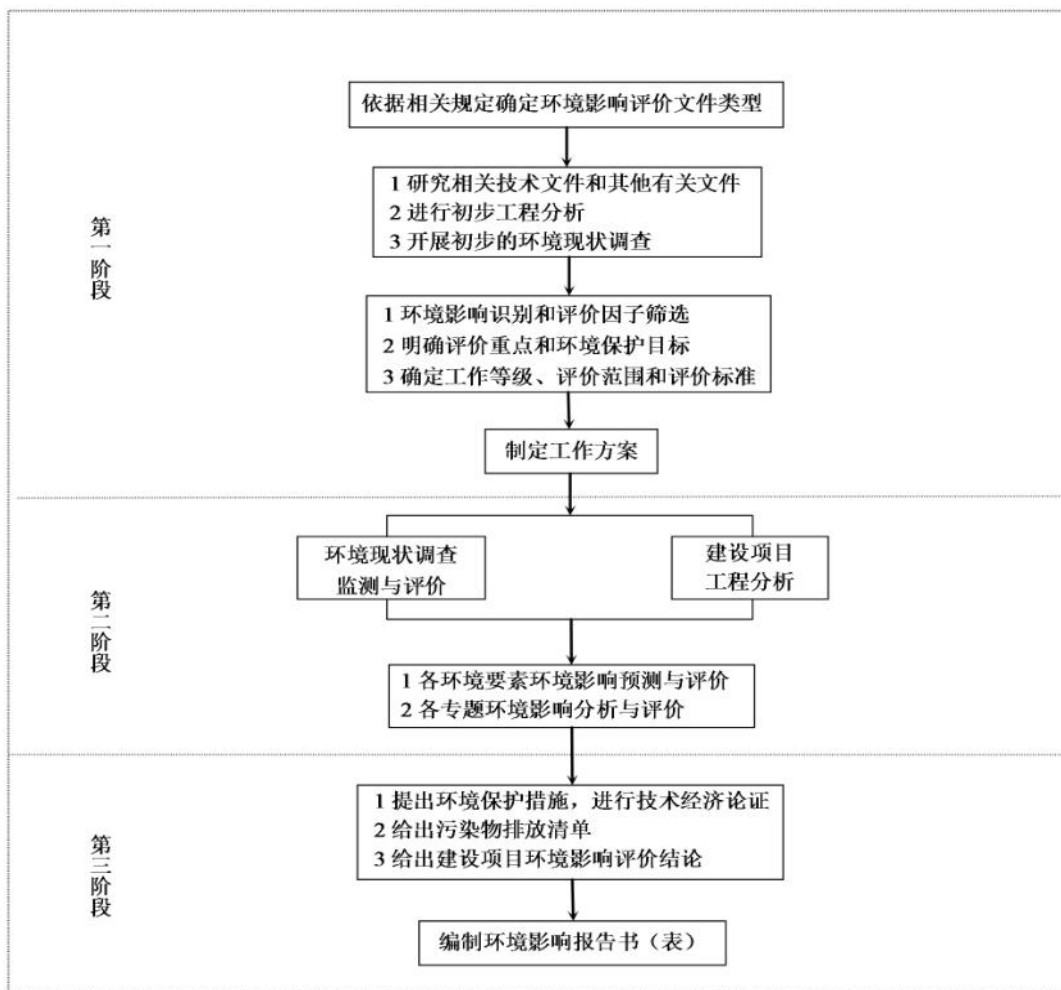 依据相关规定确定环境影响评价文件类型
1 研究相关技术文件和其他有关文件
2 进行初步工程分析
3 开展初步的环境现状调查
第一阶段
1 环境影响识别和评价因子筛选
2 明确评价重点和环境保护目标
3 确定工作等级、评价范围和评价标准
制定工作方案
环境现状调查
监测与评价
建设项目
工程分析
第二阶段
1 各环境要素环境影响预测与评价
2 各专题环境影响分析与评价
1 提出环境保护措施，进行技术经济论证
2 给出污染物排放清单
3 给出建设项目环境影响评价结论
第三阶段
编制环境影响报告书（表）